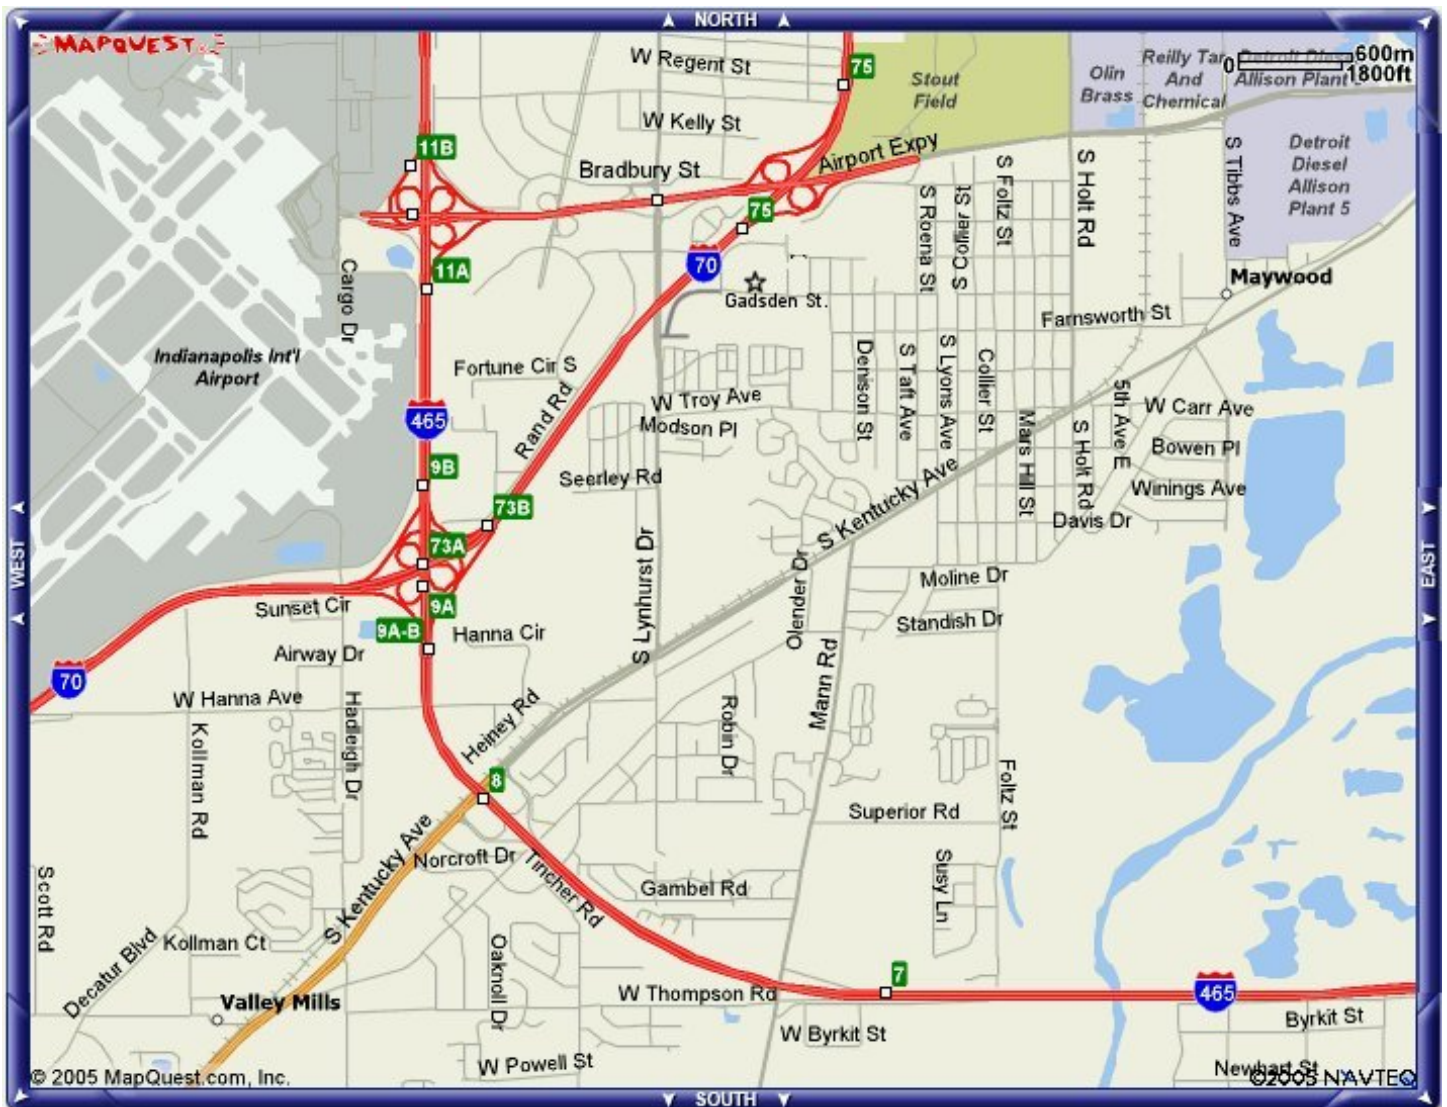 NORTH
MAPQUEST
W Regent St
75
Stout
Field
Olin
Brass
Reilly Tar
And
Chemical
Detroit Diesel
Allison Plant
0
600m
1800ft
W Kelly St
11B
Bradbury St
Airport Expy
S Tibbs Ave
Detroit
Diesel
Allison
Plant 5
S Roena St
S Collier St
S Foltz St
S Holt Rd
75
70
11A
Cargo Dr
Maywood
Gadsden St.
Farnsworth St
Indianapolis Int'l
Airport
Fortune Cir S
Rand Rd
W Troy Ave
Modson Pl
Denison St
S Taft Ave
S Lyons Ave
Collier St
Mars Hill St
S Holt Rd
5th Ave E
W Carr Ave
Bowen Pl
Winings Ave
Davis Dr
465
9B
Seerley Rd
S Kentucky Ave
73B
73A
S Lynhurst Dr
Olender Dr
Moline Dr
Standish Dr
WEST
EAST
Sunset Cir
9A
9A-B
Hanna Cir
Airway Dr
70
W Hanna Ave
Kollman Rd
Hadleigh Dr
Heiney Rd
Robin Dr
Mann Rd
8
Foltz St
Superior Rd
S Kentucky Ave
Norcroft Dr
Tincher Rd
Gambel Rd
Susy Ln
Scott Rd
Decatur Blvd
Kollman Ct
Oaknoll Dr
7
W Thompson Rd
465
Valley Mills
W Byrkit St
Byrkit St
W Powell St
Newhart St
© 2005 MapQuest.com, Inc.
©2005 NAVTEQ
SOUTH